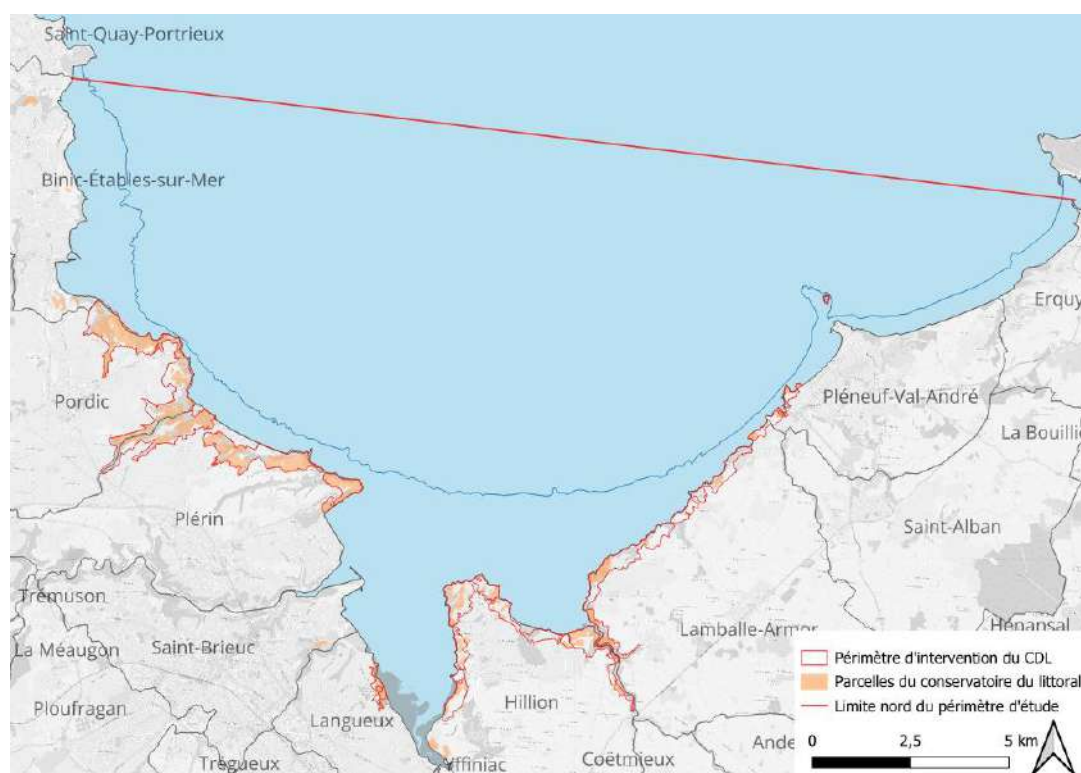 Saint-Quay-Portrieux
Binic-Étables-sur-Mer
Erquy
Pordic
Pléneuf-Val-André
La Bouillie
Plérin
Saint-Alban
Trémuson
Saint-Brieuc
La Méaugon
Lamballe-Armor
Hénansal
Ploufragan
Langueux
Hillion
Trégueux
Yffiniac
Coëtmieux
Ande
Périmètre d'intervention du CDL
Parcelles du conservatoire du littoral
Limite nord du périmètre d'étude
0 2,5 5 km